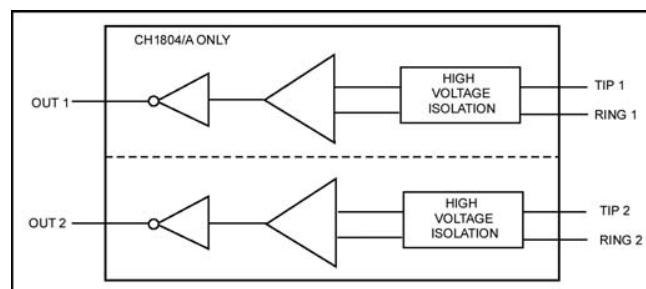 CH1804/A ONLY
OUT 1
HIGH
VOLTAGE
ISOLATION
TIP 1
RING 1
OUT 2
HIGH
VOLTAGE
ISOLATION
TIP 2
RING 2